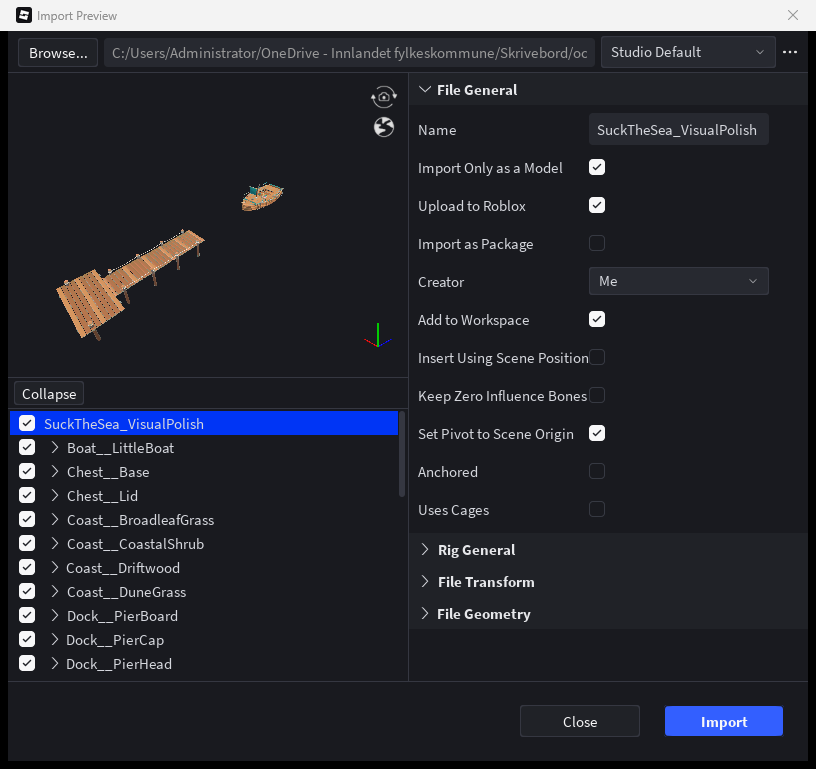 Import Preview
Browse...
C:/Users/Administrator/OneDrive - Innlandet fylkeskommune/Skrivebord/oc
Studio Default
File General
Name
SuckTheSea_VisualPolish
Import Only as a Model
Upload to Roblox
Import as Package
Creator
Me
Add to Workspace
Insert Using Scene Position
Keep Zero Influence Bones
Set Pivot to Scene Origin
Anchored
Uses Cages
Rig General
File Transform
File Geometry
Collapse
SuckTheSea_VisualPolish
Boat__LittleBoat
Chest__Base
Chest__Lid
Coast__BroadleafGrass
Coast__CoastalShrub
Coast__Driftwood
Coast__DuneGrass
Dock__PierBoard
Dock__PierCap
Dock__PierHead
Close
Import